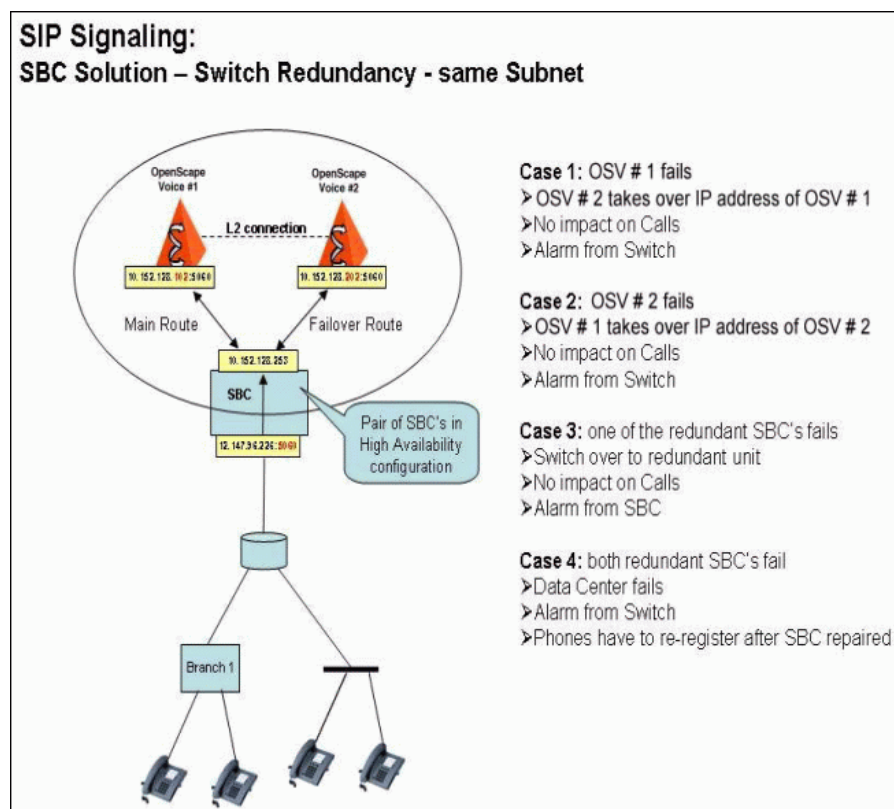 SIP Signaling:
SBC Solution – Switch Redundancy - same Subnet
OpenScape
Voice #1
OpenScape
Voice #2
L2 connection
10.152.128.102:5060
10.152.128.202:5060
Main Route
Failover Route
10.152.128.253
SBC
12.147.96.226:5060
Pair of SBC's in
High Availability
configuration
Branch 1
Case 1: OSV # 1 fails
➢OSV # 2 takes over IP address of OSV # 1
➢No impact on Calls
➢Alarm from Switch
Case 2: OSV # 2 fails
➢OSV # 1 takes over IP address of OSV # 2
➢No impact on Calls
➢Alarm from Switch
Case 3: one of the redundant SBC's fails
➢Switch over to redundant unit
➢No impact on Calls
➢Alarm from SBC
Case 4: both redundant SBC's fail
➢Data Center fails
➢Alarm from Switch
➢Phones have to re-register after SBC repaired